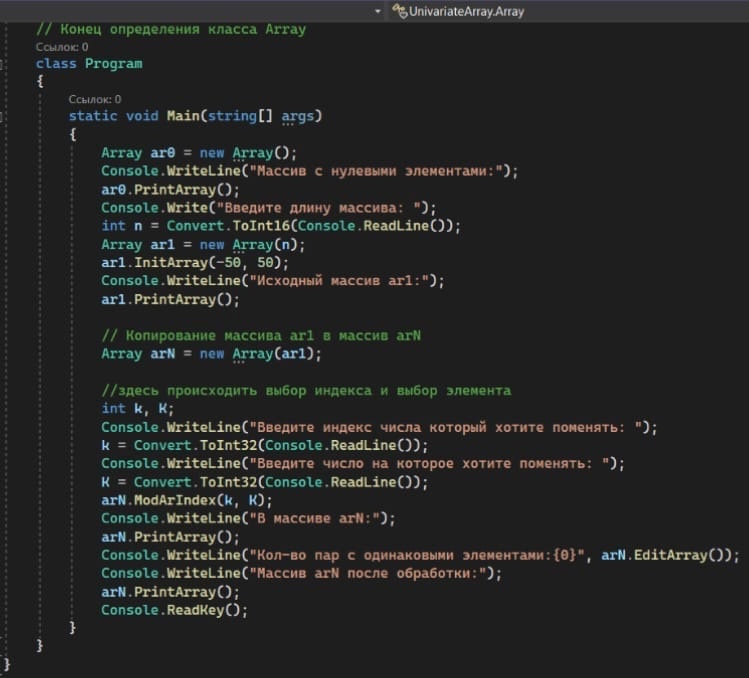 UnivariateArray.Array
// Конец определения класса Array
Ссылок: 0
class Program
{
Ссылок: 0
static void Main(string[] args)
{
Array ar0 = new Array();
Console.WriteLine("Массив с нулевыми элементами:");
ar0.PrintArray();
Console.Write("Введите длину массива: ");
int n = Convert.ToInt16(Console.ReadLine());
Array ar1 = new Array(n);
ar1.InitArray(-50, 50);
Console.WriteLine("Исходный массив ar1:");
ar1.PrintArray();
// Копирование массива ar1 в массив arN
Array arN = new Array(ar1);
//здесь происходить выбор индекса и выбор элемента
int k, K;
Console.WriteLine("Введите индекс числа который хотите поменять: ");
k = Convert.ToInt32(Console.ReadLine());
Console.WriteLine("Введите число на которое хотите поменять: ");
K = Convert.ToInt32(Console.ReadLine());
arN.ModArIndex(k, K);
Console.WriteLine("В массиве arN:");
arN.PrintArray();
Console.WriteLine("Кол-во пар с одинаковыми элементами:{0}", arN.EditArray());
Console.WriteLine("Массив arN после обработки:");
arN.PrintArray();
Console.ReadKey();
}
}
}